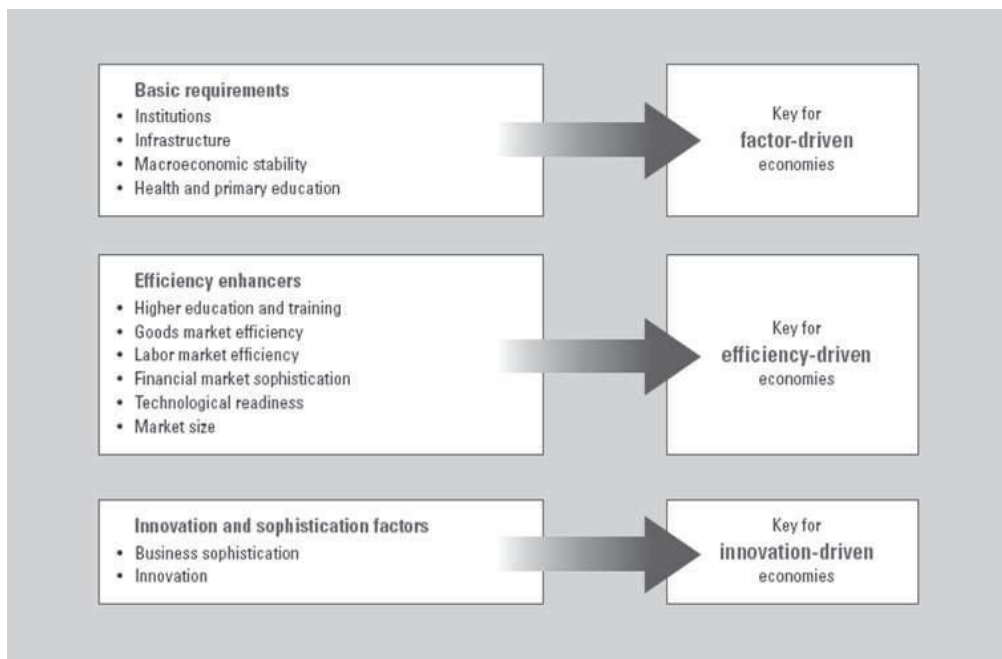 Basic requirements
• Institutions
• Infrastructure
• Macroeconomic stability
• Health and primary education
Key for
factor-driven
economies
Efficiency enhancers
• Higher education and training
• Goods market efficiency
• Labor market efficiency
• Financial market sophistication
• Technological readiness
• Market size
Key for
efficiency-driven
economies
Innovation and sophistication factors
• Business sophistication
• Innovation
Key for
innovation-driven
economies